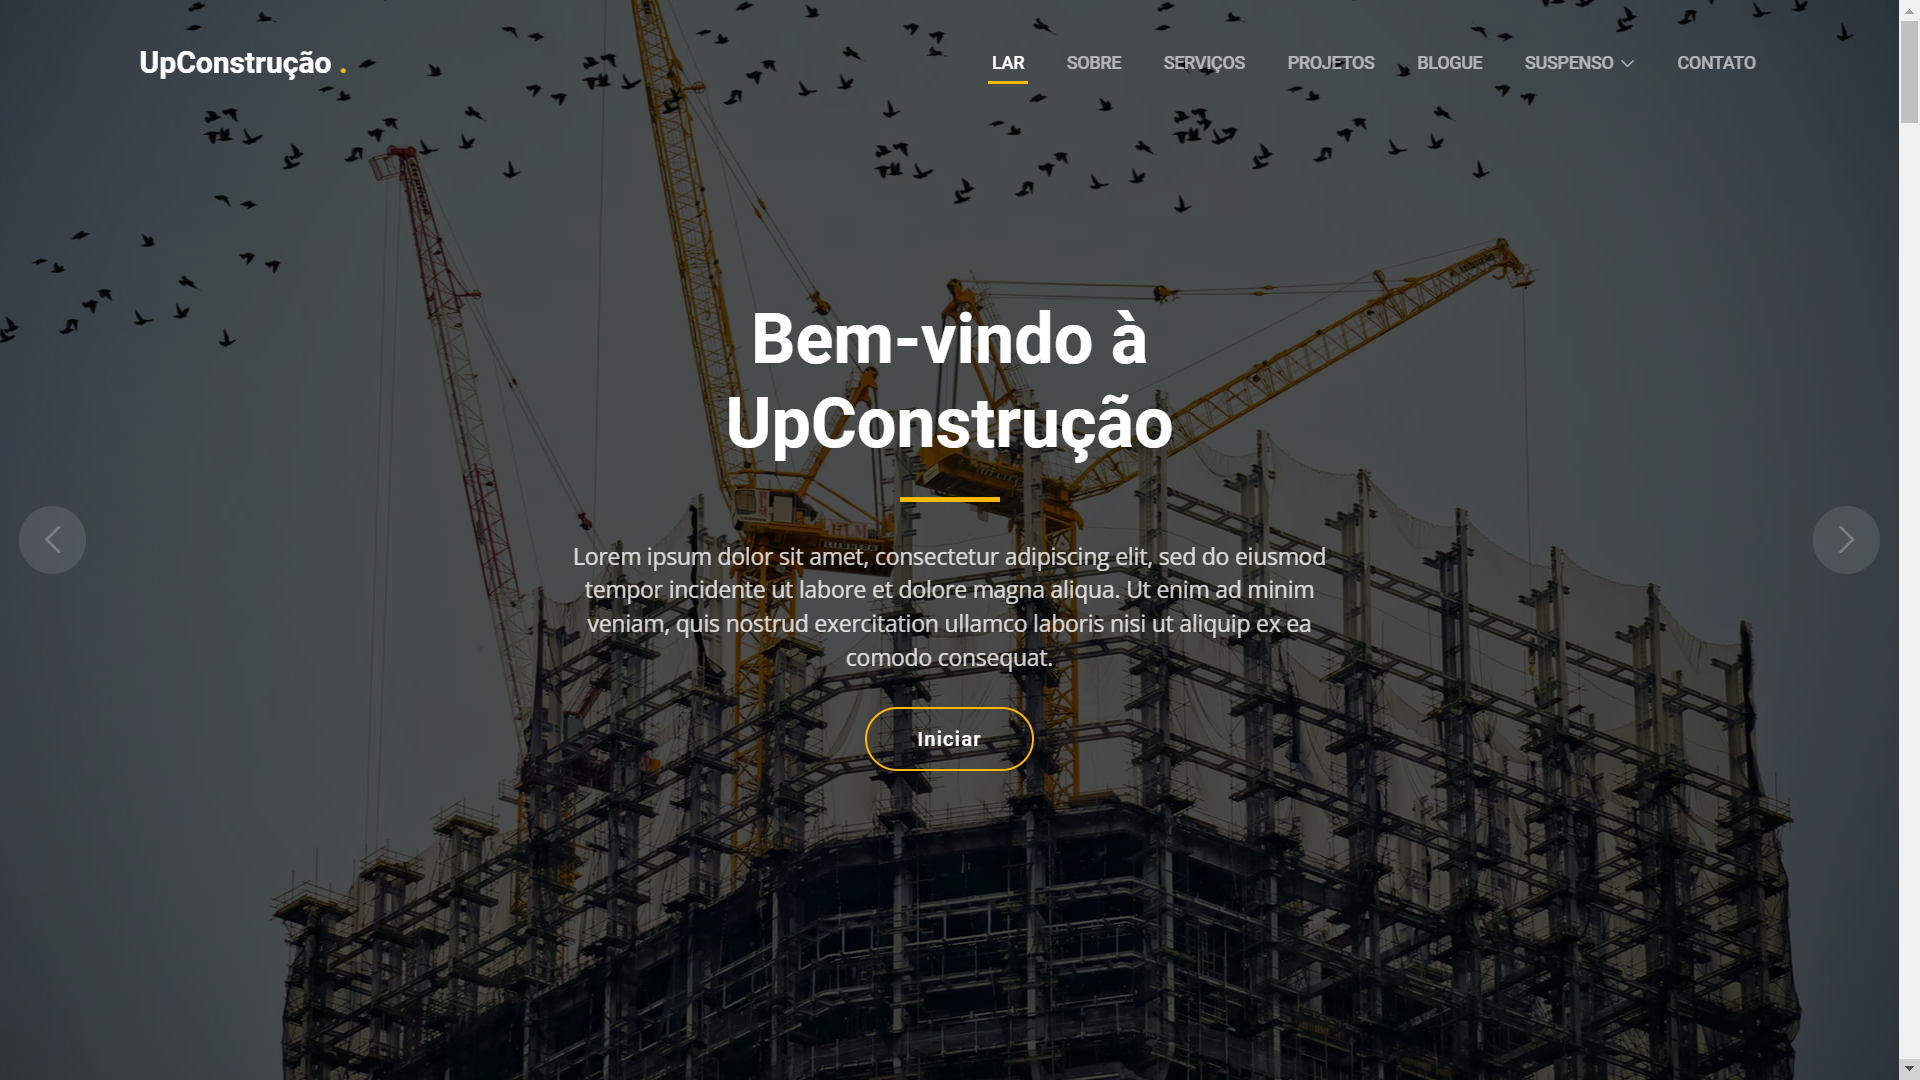 UpConstrução .
LAR SOBRE SERVIÇOS PROJETOS BLOGUE SUSPENSO CONTATO
Bem-vindo à
UpConstrução
Lorem ipsum dolor sit amet, consectetur adipiscing elit, sed do eiusmod
tempor incidente ut labore et dolore magna aliqua. Ut enim ad minim
veniam, quis nostrud exercitation ullamco laboris nisi ut aliquip ex ea
comodo consequat.
Iniciar